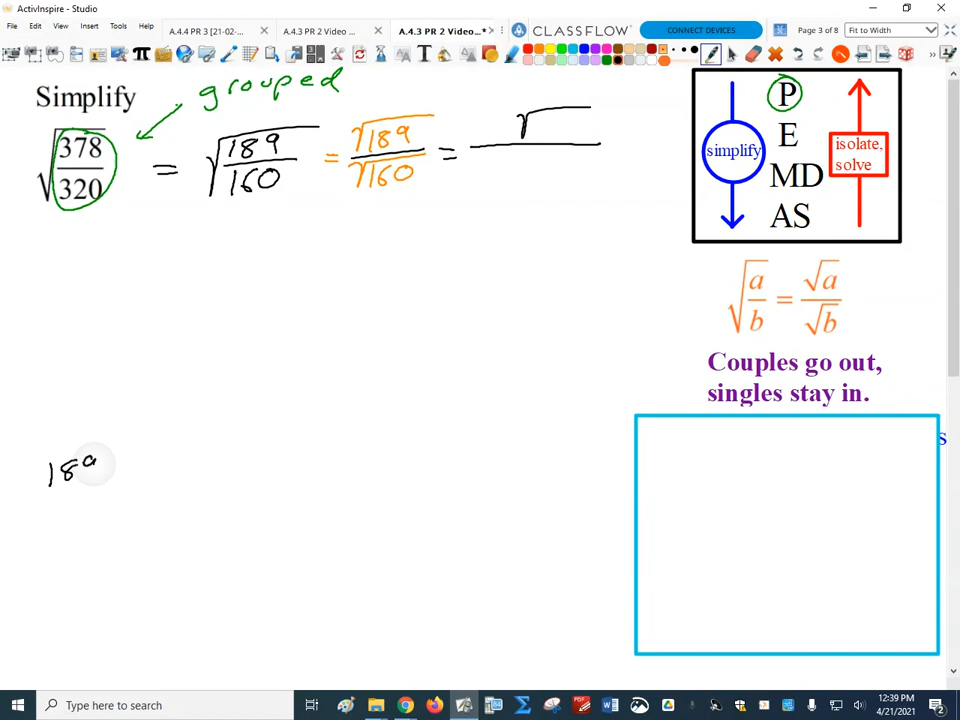 ActivInspire - Studio
File Edit View Tools Insert Help
A.4.4 PR 3 [21-02-... A.4.3 PR 2 Video ... A.4.3 PR 2 Video...*
CLASSFLOW CONNECT DEVICES Page 3 of 8 Fit to Width
Simplify
grouped
√(378/320) = √(189/160) = √189/√160 = √
P
E
MD
AS
simplify
isolate, solve
√(a/b) = √a/√b
Couples go out,
singles stay in.
s
189
Type here to search
12:39 PM
4/21/2021
2